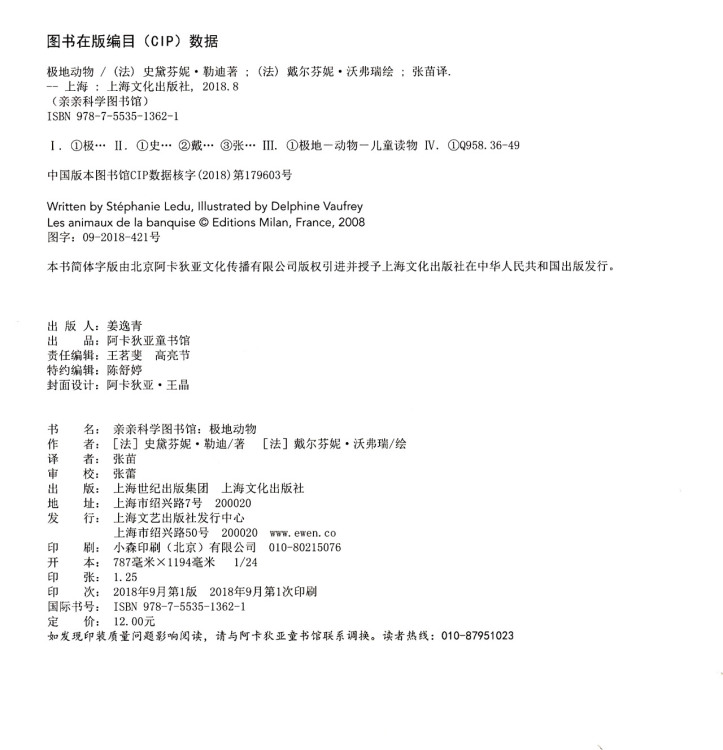 图书在版编目（CIP）数据
极地动物 / （法）史黛芬妮·勒迪著 ; （法）戴尔芬妮·沃弗瑞绘 ; 张苗译.
-- 上海 : 上海文化出版社, 2018.8
（亲亲科学图书馆）
ISBN 978-7-5535-1362-1
Ⅰ. ①极… Ⅱ. ①史… ②戴… ③张… Ⅲ. ①极地－动物－儿童读物 Ⅳ. ①Q958.36-49
中国版本图书馆CIP数据核字(2018)第179603号
Written by Stéphanie Ledu, Illustrated by Delphine Vaufrey
Les animaux de la banquise © Editions Milan, France, 2008
图字：09-2018-421号
本书简体字版由北京阿卡狄亚文化传播有限公司版权引进并授予上海文化出版社在中华人民共和国出版发行。
出 版 人：姜逸青
出　　品：阿卡狄亚童书馆
责任编辑：王茗斐　高亮节
特约编辑：陈舒婷
封面设计：阿卡狄亚·王晶
书　　名：亲亲科学图书馆：极地动物
作　　者：[法] 史黛芬妮·勒迪/著　[法] 戴尔芬妮·沃弗瑞/绘
译　　者：张苗
审　　校：张蕾
出　　版：上海世纪出版集团　上海文化出版社
地　　址：上海市绍兴路7号　200020
发　　行：上海文艺出版社发行中心
上海市绍兴路50号　200020　www.ewen.co
印　　刷：小森印刷（北京）有限公司　010-80215076
开　　本：787毫米×1194毫米　1/24
印　　张：1.25
印　　次：2018年9月第1版　2018年9月第1次印刷
国际书号：ISBN 978-7-5535-1362-1
定　　价：12.00元
如发现印装质量问题影响阅读，请与阿卡狄亚童书馆联系调换。读者热线：010-87951023